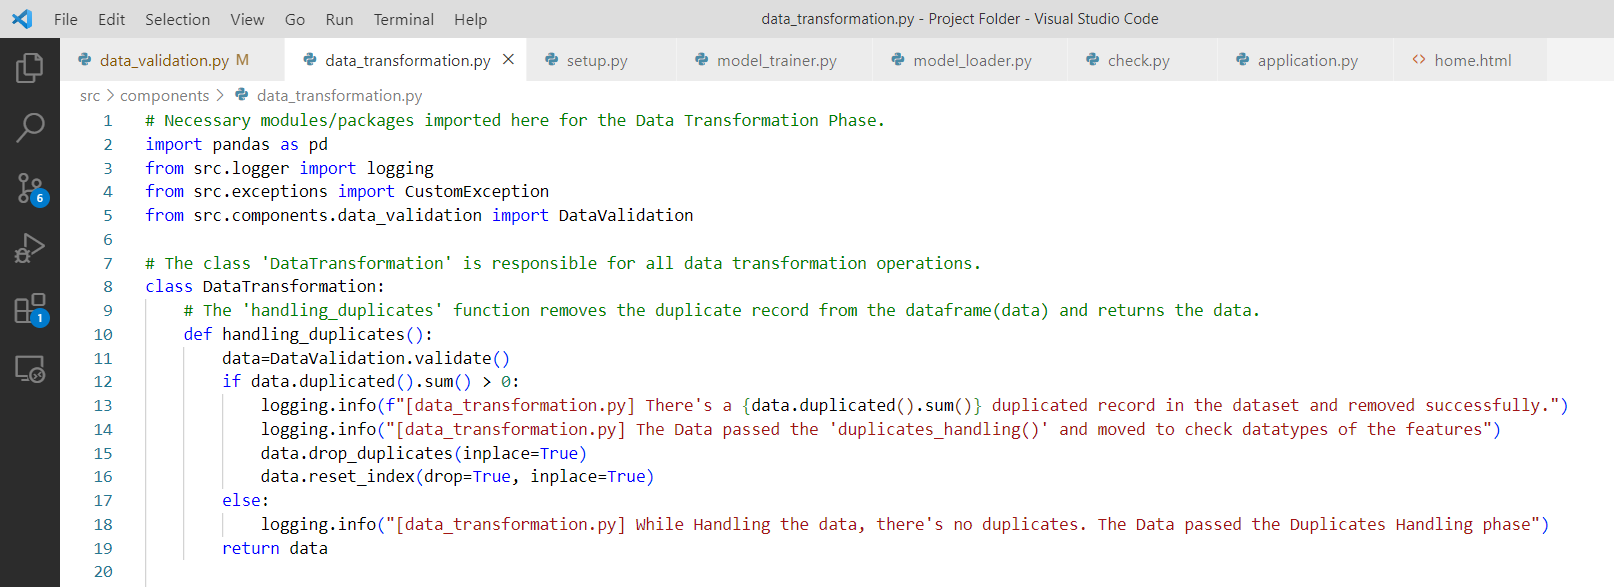 File Edit Selection View Go Run Terminal Help data_transformation.py - Project Folder - Visual Studio Code
data_validation.py M data_transformation.py setup.py model_trainer.py model_loader.py check.py application.py home.html
src > components > data_transformation.py
1 # Necessary modules/packages imported here for the Data Transformation Phase.
2 import pandas as pd
3 from src.logger import logging
4 from src.exceptions import CustomException
5 from src.components.data_validation import DataValidation
6
7 # The class 'DataTransformation' is responsible for all data transformation operations.
8 class DataTransformation:
9     # The 'handling_duplicates' function removes the duplicate record from the dataframe(data) and returns the data.
10     def handling_duplicates():
11         data=DataValidation.validate()
12         if data.duplicated().sum() > 0:
13             logging.info(f"[data_transformation.py] There's a {data.duplicated().sum()} duplicated record in the dataset and removed successfully.")
14             logging.info("[data_transformation.py] The Data passed the 'duplicates_handling()' and moved to check datatypes of the features")
15             data.drop_duplicates(inplace=True)
16             data.reset_index(drop=True, inplace=True)
17         else:
18             logging.info("[data_transformation.py] While Handling the data, there's no duplicates. The Data passed the Duplicates Handling phase")
19         return data
20
6
1